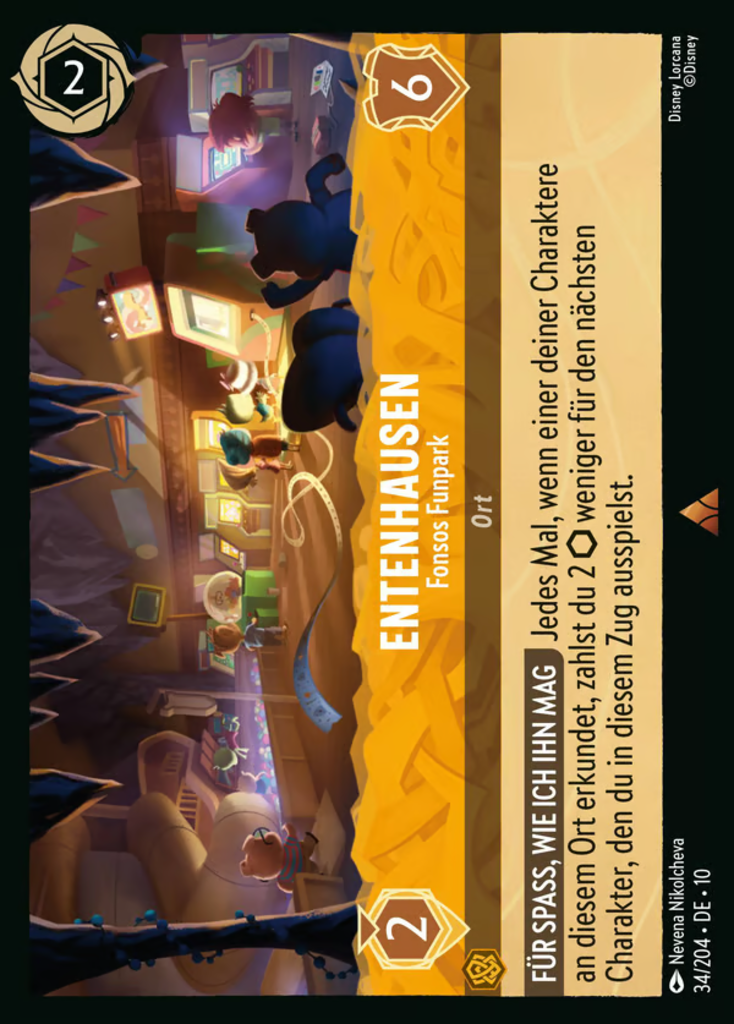 2
6
ENTENHAUSEN
Fonsos Funpark
2
Ort
FÜR SPASS, WIE ICH IHN MAG Jedes Mal, wenn einer deiner Charaktere
an diesem Ort erkundet, zahlst du 2 ⬡ weniger für den nächsten
Charakter, den du in diesem Zug ausspielst.
Nevena Nikolcheva
34/204 • DE • 10
Disney Lorcana
©Disney